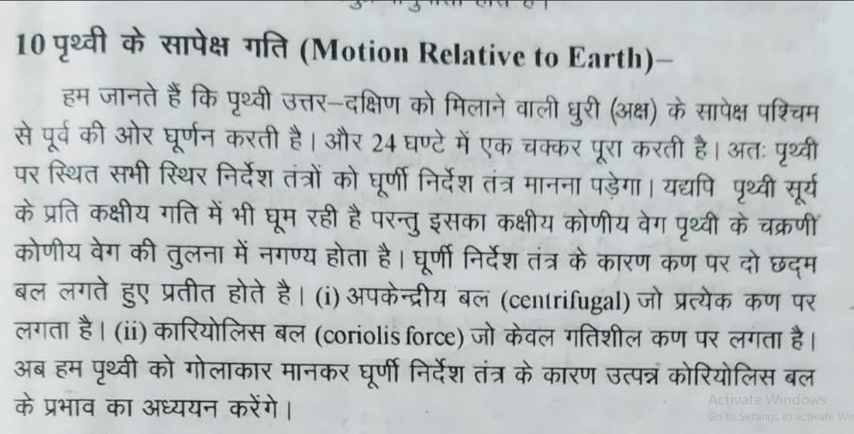 10 पृथ्वी के सापेक्ष गति (Motion Relative to Earth)–
हम जानते हैं कि पृथ्वी उत्तर–दक्षिण को मिलाने वाली धुरी (अक्ष) के सापेक्ष पश्चिम
से पूर्व की ओर घूर्णन करती है। और 24 घण्टे में एक चक्कर पूरा करती है। अतः पृथ्वी
पर स्थित सभी स्थिर निर्देश तंत्रों को घूर्णी निर्देश तंत्र मानना पड़ेगा। यद्यपि पृथ्वी सूर्य
के प्रति कक्षीय गति में भी घूम रही है परन्तु इसका कक्षीय कोणीय वेग पृथ्वी के चक्रणी
कोणीय वेग की तुलना में नगण्य होता है। घूर्णी निर्देश तंत्र के कारण कण पर दो छद्म
बल लगते हुए प्रतीत होते है। (i) अपकेन्द्रीय बल (centrifugal) जो प्रत्येक कण पर
लगता है। (ii) कारियोलिस बल (coriolis force) जो केवल गतिशील कण पर लगता है।
अब हम पृथ्वी को गोलाकार मानकर घूर्णी निर्देश तंत्र के कारण उत्पन्नं कोरियोलिस बल
के प्रभाव का अध्ययन करेंगे।
Activate Windows
Go to Settings to activate Wi